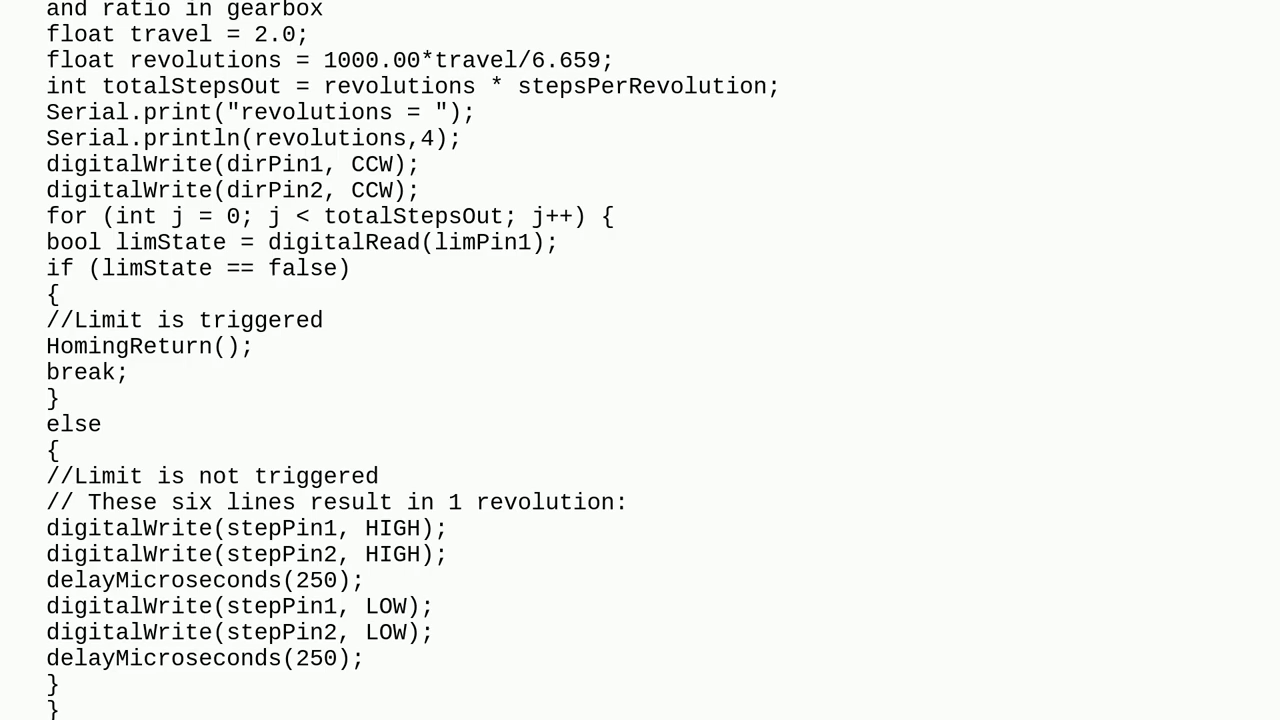 and ratio in gearbox
float travel = 2.0;
float revolutions = 1000.00*travel/6.659;
int totalStepsOut = revolutions * stepsPerRevolution;
Serial.print("revolutions = ");
Serial.println(revolutions,4);
digitalWrite(dirPin1, CCW);
digitalWrite(dirPin2, CCW);
for (int j = 0; j < totalStepsOut; j++) {
bool limState = digitalRead(limPin1);
if (limState == false)
{
//Limit is triggered
HomingReturn();
break;
}
else
{
//Limit is not triggered
// These six lines result in 1 revolution:
digitalWrite(stepPin1, HIGH);
digitalWrite(stepPin2, HIGH);
delayMicroseconds(250);
digitalWrite(stepPin1, LOW);
digitalWrite(stepPin2, LOW);
delayMicroseconds(250);
}
}